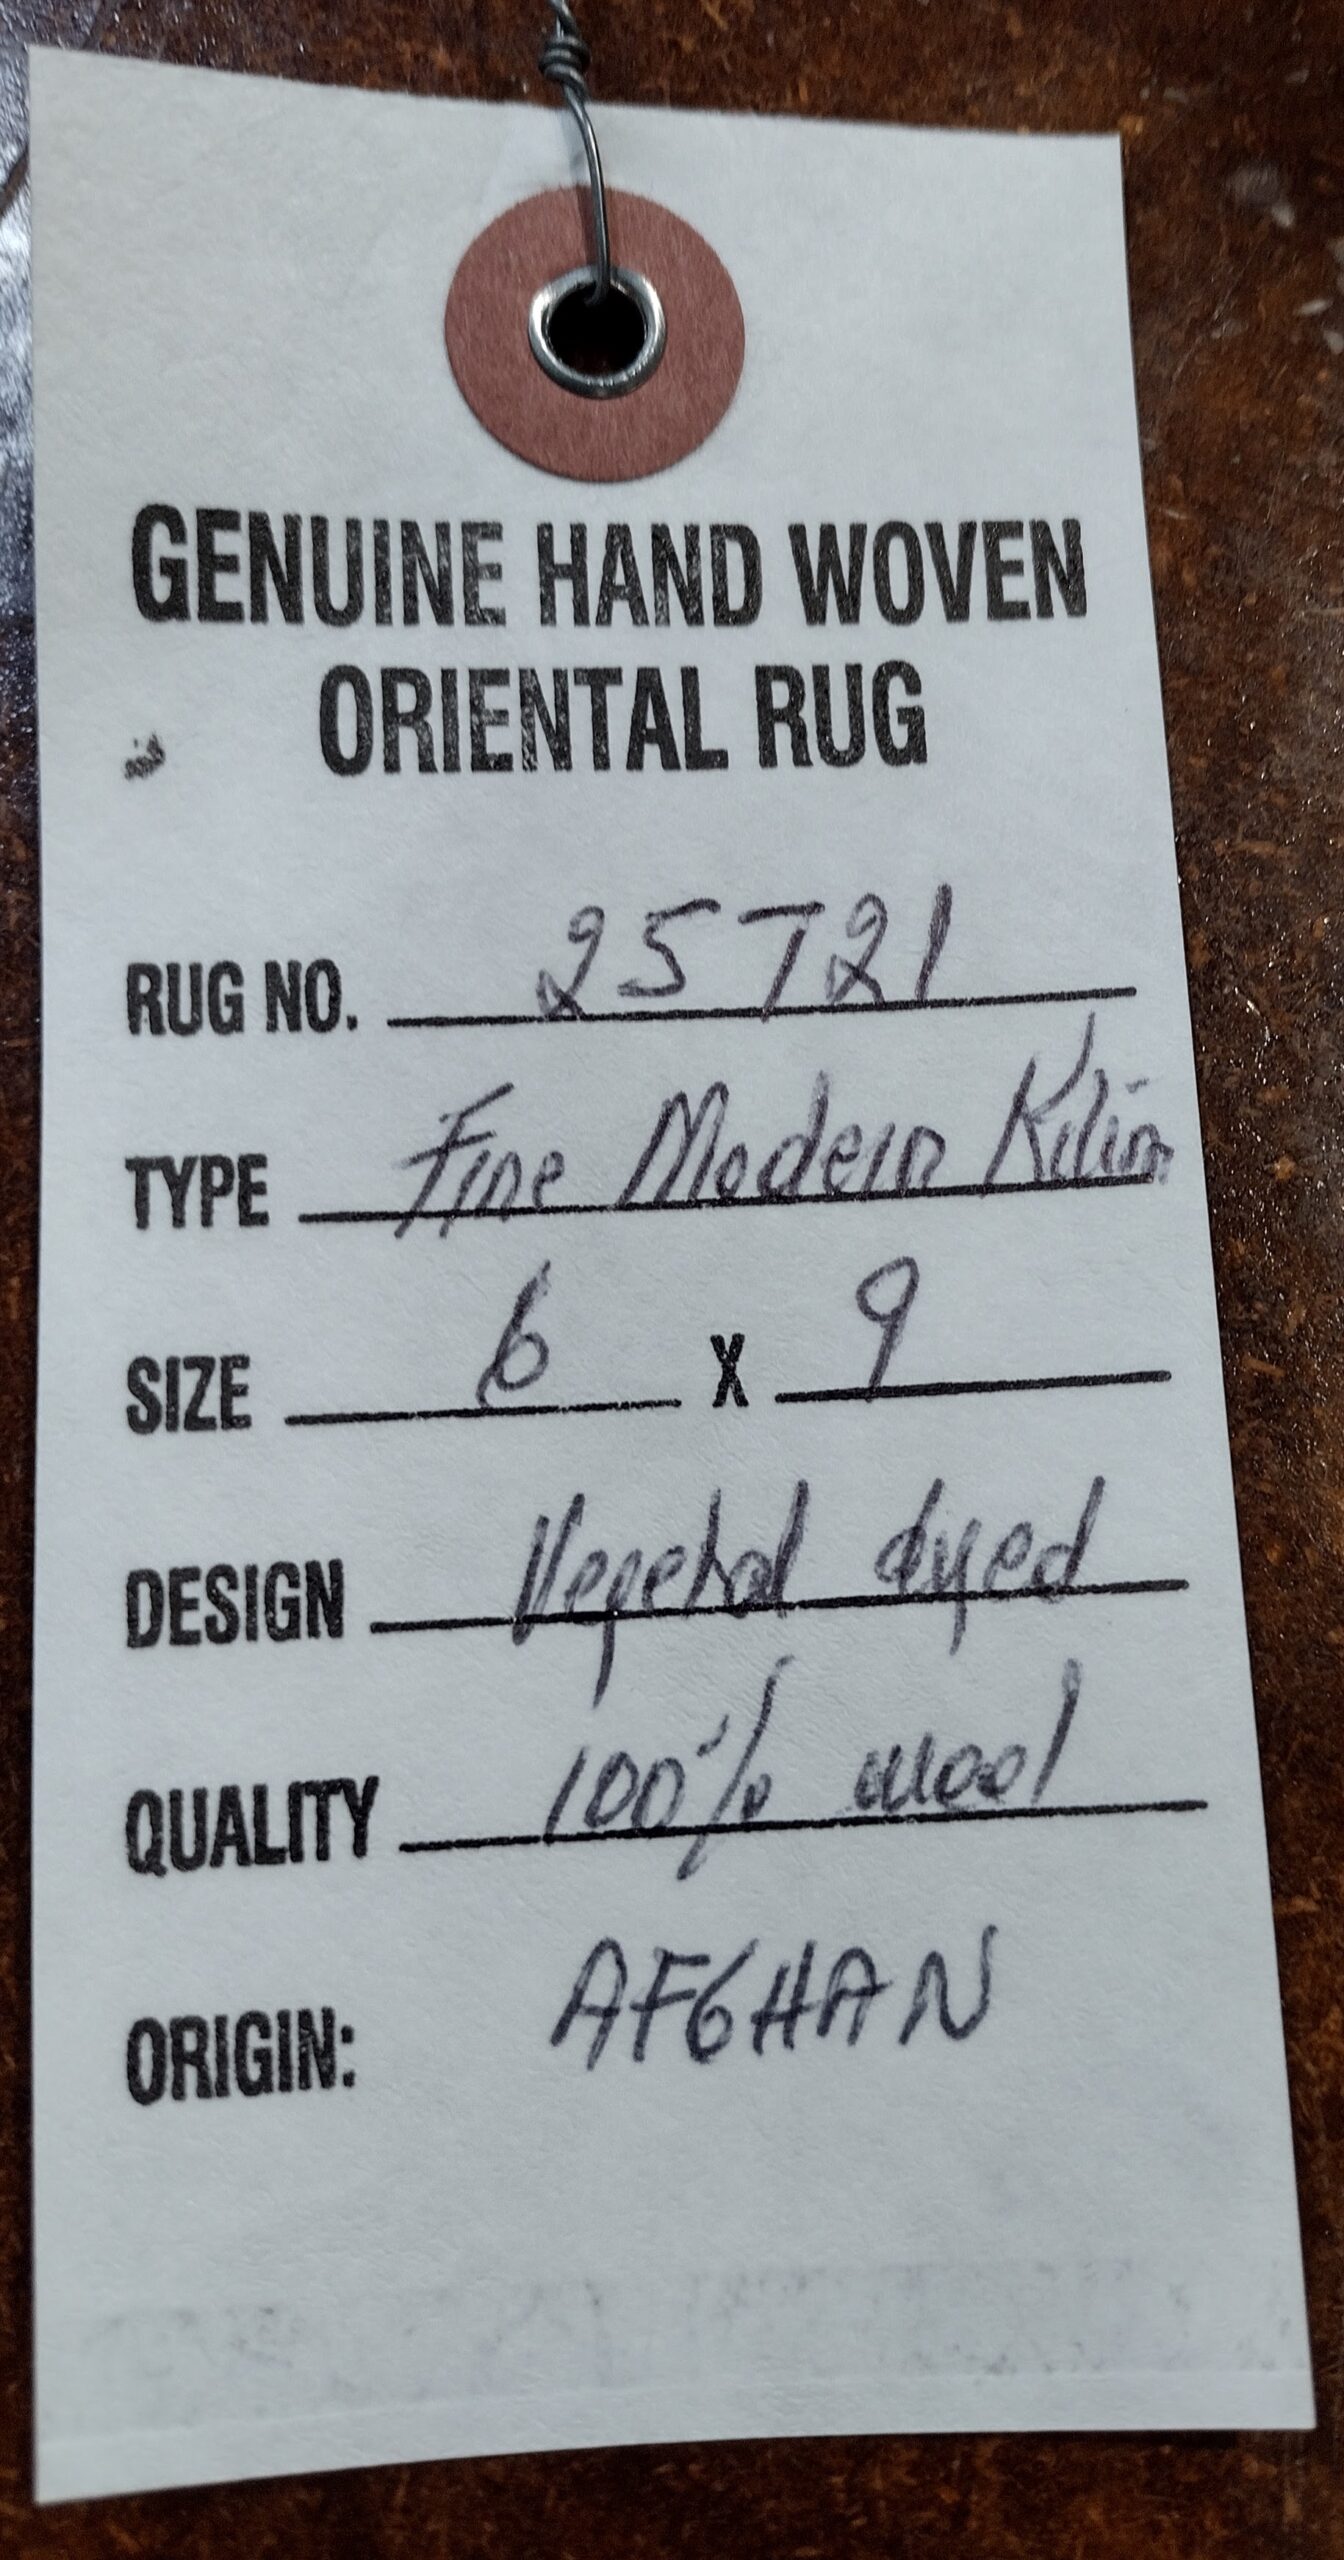 GENUINE HAND WOVEN
ORIENTAL RUG
RUG NO. 25721
TYPE Fine Modern Kilim
SIZE 6 X 9
DESIGN Vegetal dyed
QUALITY 100% wool
ORIGIN: AFGHAN